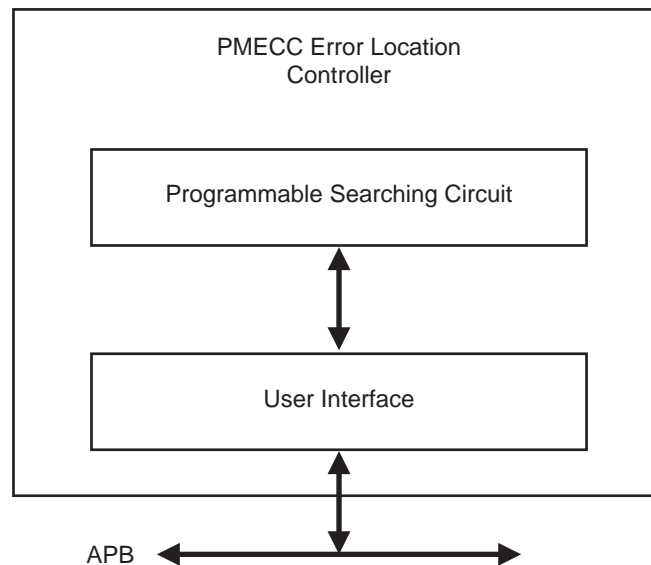 PMECC Error Location
Controller
Programmable Searching Circuit
User Interface
APB